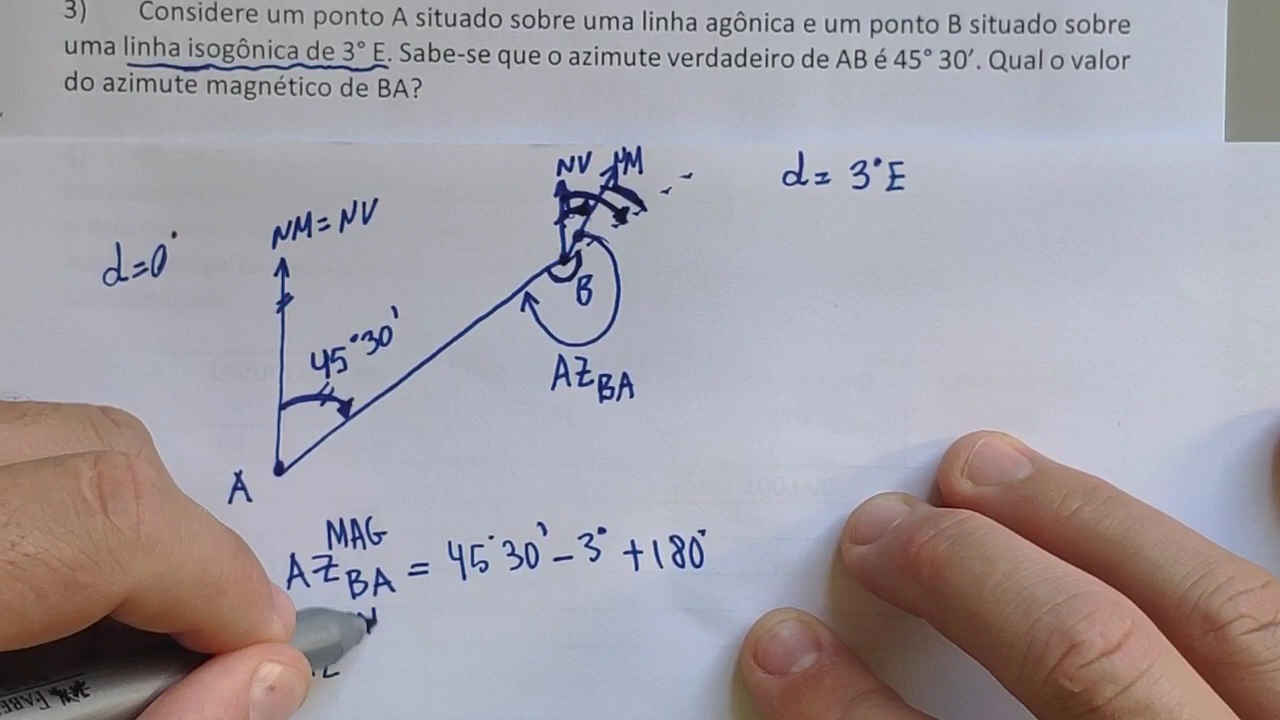 3) Considere um ponto A situado sobre uma linha agônica e um ponto B situado sobre
uma linha isogônica de 3° E. Sabe-se que o azimute verdadeiro de AB é 45° 30’. Qual o valor
do azimute magnético de BA?
NV NM
d= 3°E
NM=NV
d=0°
45°30'
B
AZBA
A
MAG
AZBA = 45°30'-3°+180°